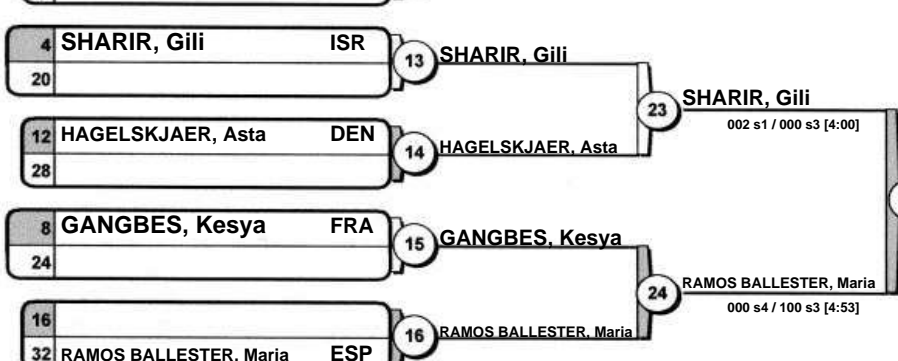 4 SHARIR, Gili ISR
20
13 SHARIR, Gili
12 HAGELSKJAER, Asta DEN
28
14 HAGELSKJAER, Asta
23 SHARIR, Gili
002 s1 / 000 s3 [4:00]
8 GANGBES, Kesya FRA
24
15 GANGBES, Kesya
16
32 RAMOS BALLESTER, Maria ESP
16 RAMOS BALLESTER, Maria
24 RAMOS BALLESTER, Maria
000 s4 / 100 s3 [4:53]